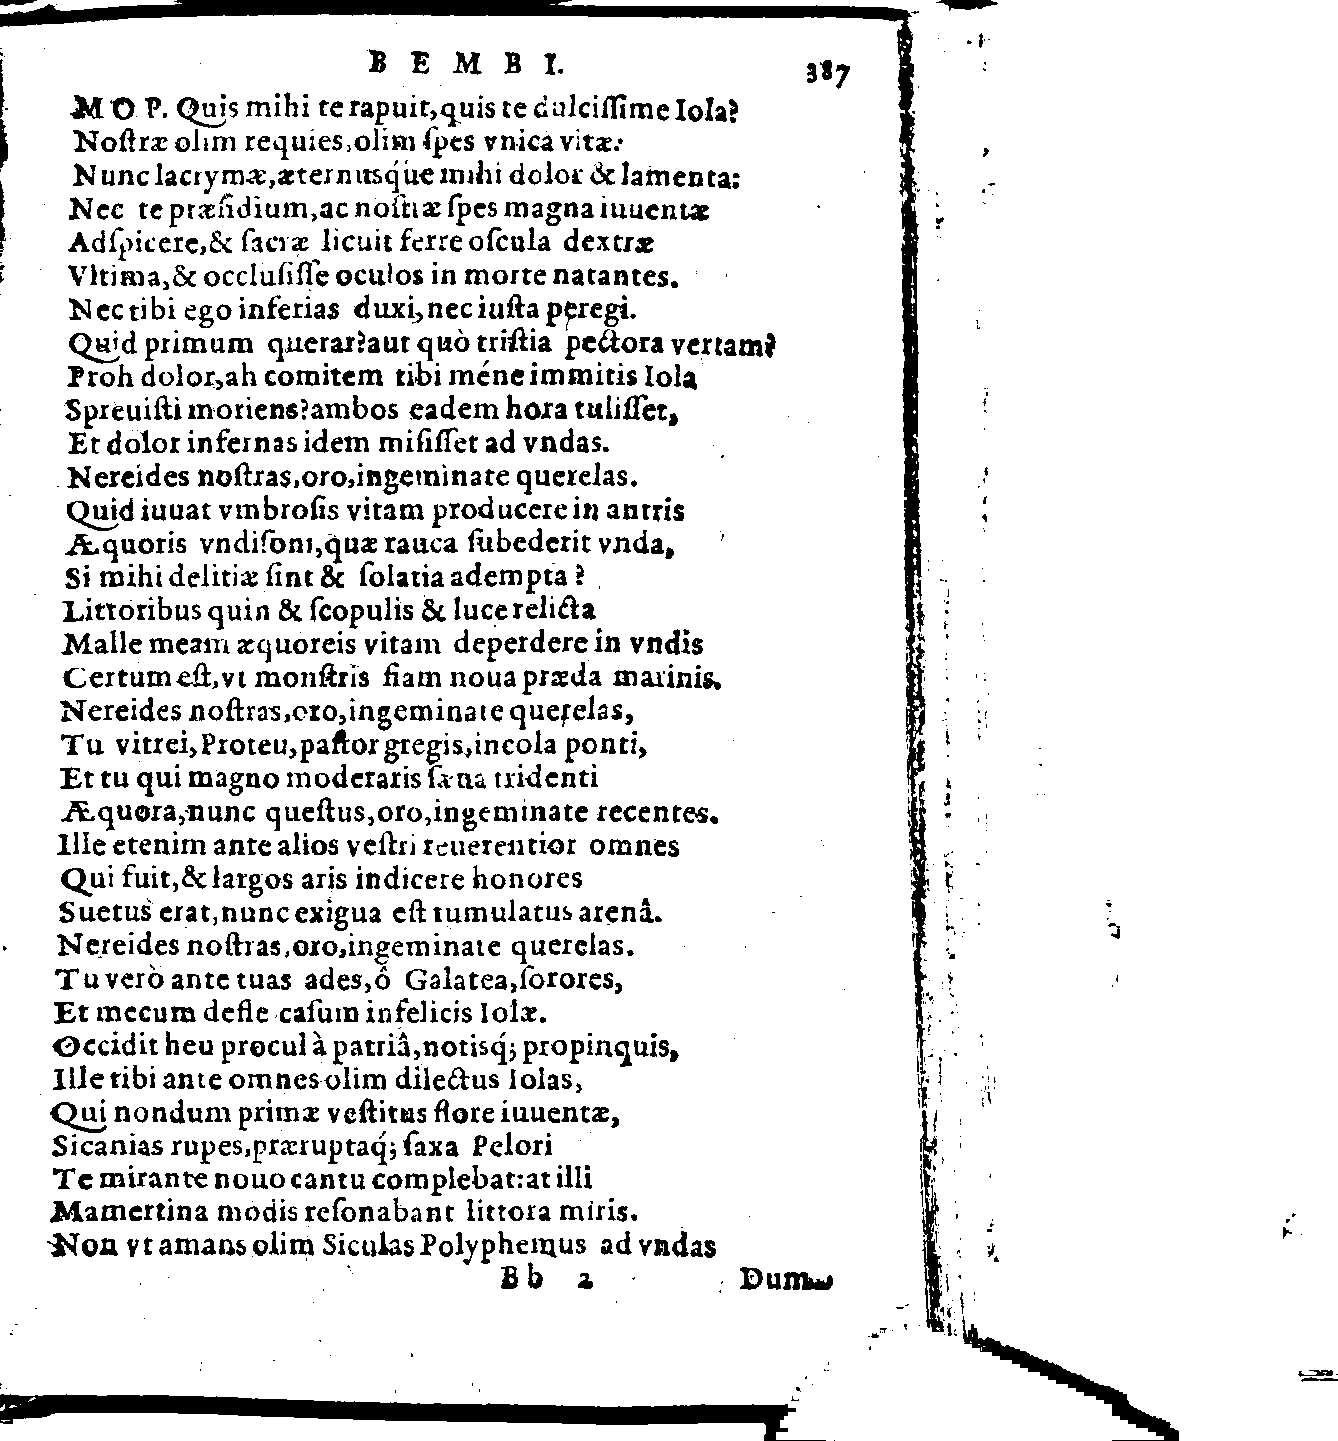 BEMBI. 387
MOP. Quis mihi te rapuit, quis te dulciſſime Iola?
Noſtræ olim requies, olim ſpes vnica vitæ:
Nunc lacrymæ, æternusq́ue mihi dolor & lamenta:
Nec te præſidium, ac noſtræ ſpes magna iuuentæ
Adſpicere, & ſacræ licuit ferre oſcula dextræ
Vltima, & occluſiſſe oculos in morte natantes.
Nec tibi ego inferias duxi, nec iuſta peregi.
Quid primum querar? aut quò triſtia pectora vertam?
Proh dolor, ah comitem tibi méne immitis Iola
Spreuiſti moriens? ambos eadem hora tuliſſet,
Et dolor infernas idem miſiſſet ad vndas.
Nereides noſtras, oro, ingeminate querelas.
Quid iuuat vmbroſis vitam producere in antris
Æquoris vndiſoni, quæ rauca ſubederit vnda,
Si mihi delitiæ ſint & ſolatia adempta?
Littoribus quin & ſcopulis & luce relicta
Malle meam æquoreis vitam deperdere in vndis
Certum eſt, vt monſtris fiam noua præda marinis.
Nereides noſtras, oro, ingeminate querelas,
Tu vitrei, Proteu, paſtor gregis, incola ponti,
Et tu qui magno moderaris ſæua tridenti
Æquora, nunc queſtus, oro, ingeminate recentes.
Ille etenim ante alios veſtri reuerentior omnes
Qui fuit, & largos aris indicere honores
Suetus erat, nunc exigua eſt tumulatus arenâ.
Nereides noſtras, oro, ingeminate querelas.
Tu verò ante tuas ades, ô Galatea, ſorores,
Et mecum defle caſum infelicis Iolæ.
Occidit heu procul à patriâ, notisq́; propinquis,
Ille tibi ante omnes olim dilectus Iolas,
Qui nondum primæ veſtitus flore iuuentæ,
Sicanias rupes, præruptaq́; ſaxa Pelori
Te mirante nouo cantu complebat: at illi
Mamertina modis reſonabant littora miris.
Non vt amans olim Siculas Polyphemus ad vndas
Bb 2 Dum